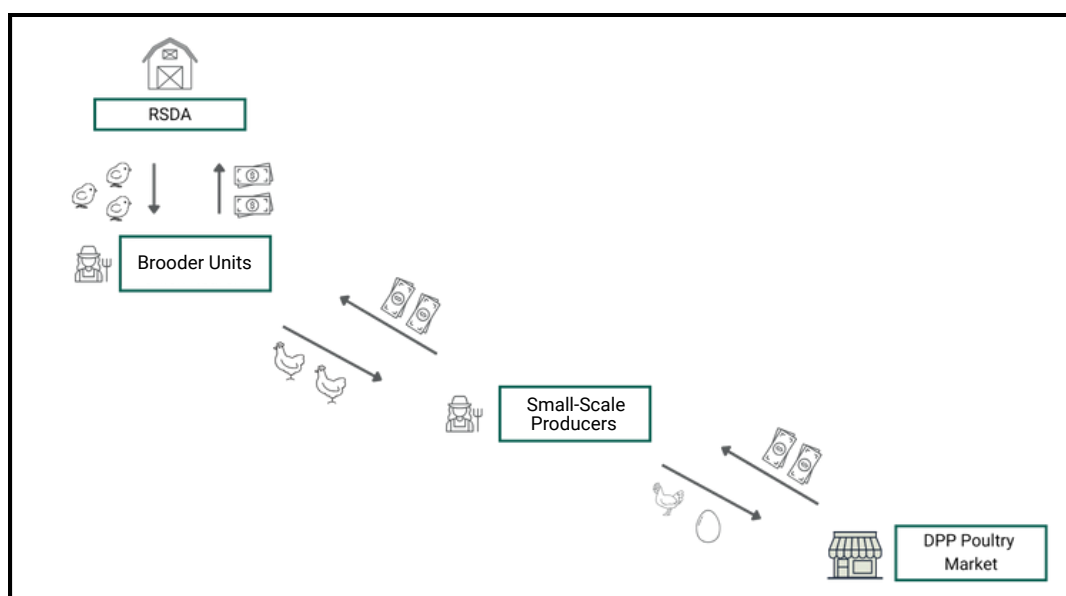 RSDA
Brooder Units
Small-Scale
Producers
DPP Poultry
Market